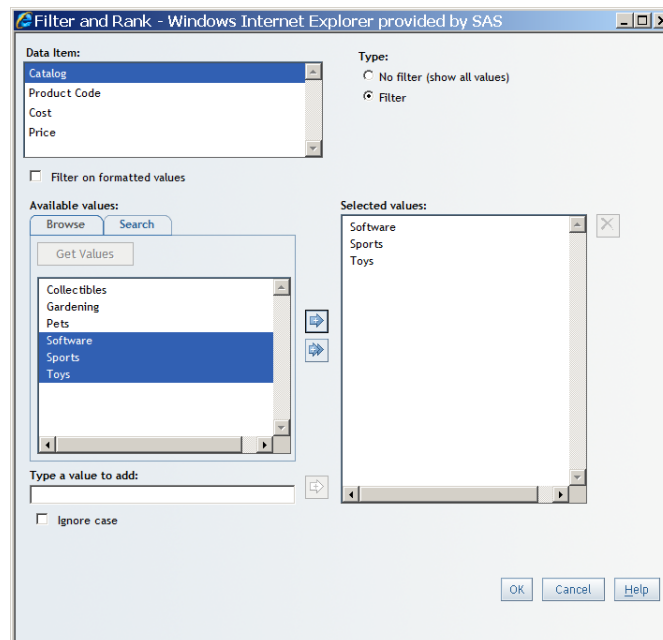 Filter and Rank - Windows Internet Explorer provided by SAS
Data Item:
Catalog
Product Code
Cost
Price
Type:
No filter (show all values)
Filter
Filter on formatted values
Available values:
Browse
Search
Get Values
Collectibles
Gardening
Pets
Software
Sports
Toys
Selected values:
Software
Sports
Toys
Type a value to add:
Ignore case
OK
Cancel
Help